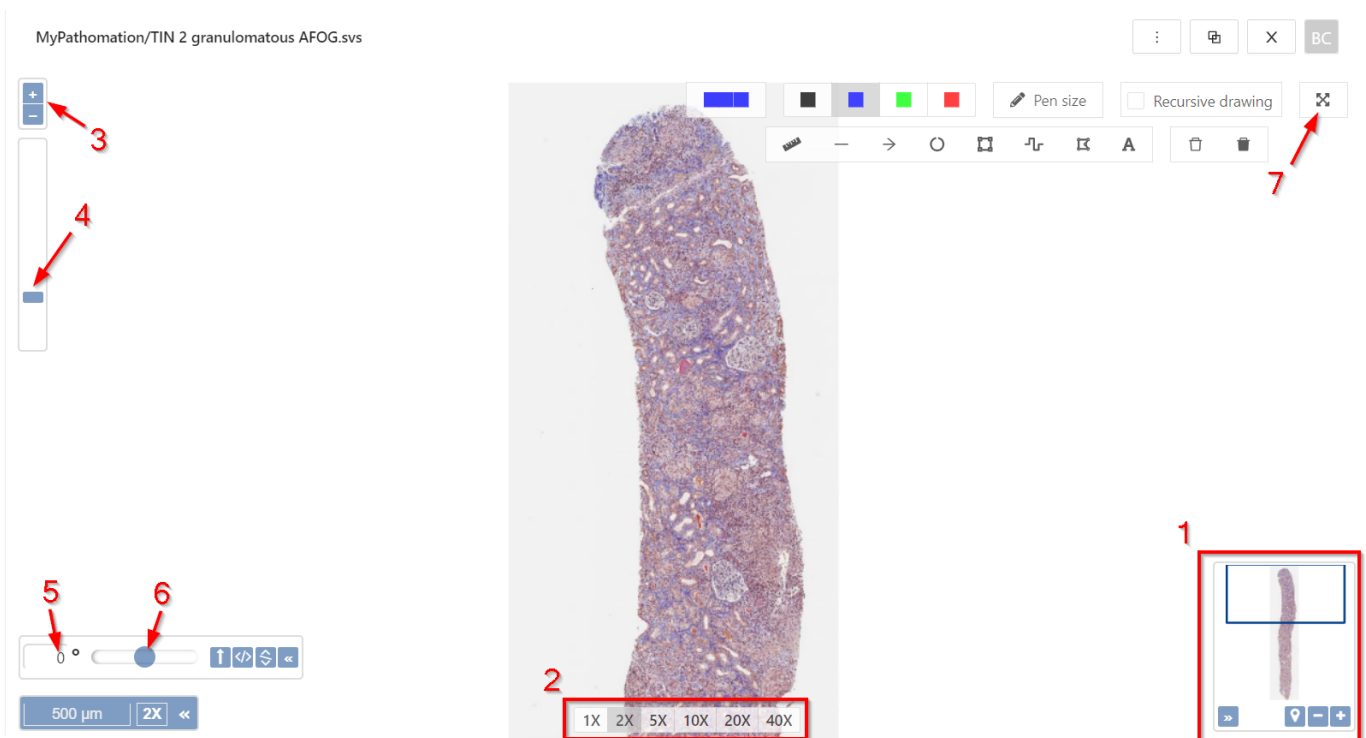 MyPathomation/TIN 2 granulomatous AFOG.svs
BC
+
−
3
Pen size
Recursive drawing
A
7
4
1
5
6
0 °
2
500 µm 2X «
1X 2X 5X 10X 20X 40X
» − +